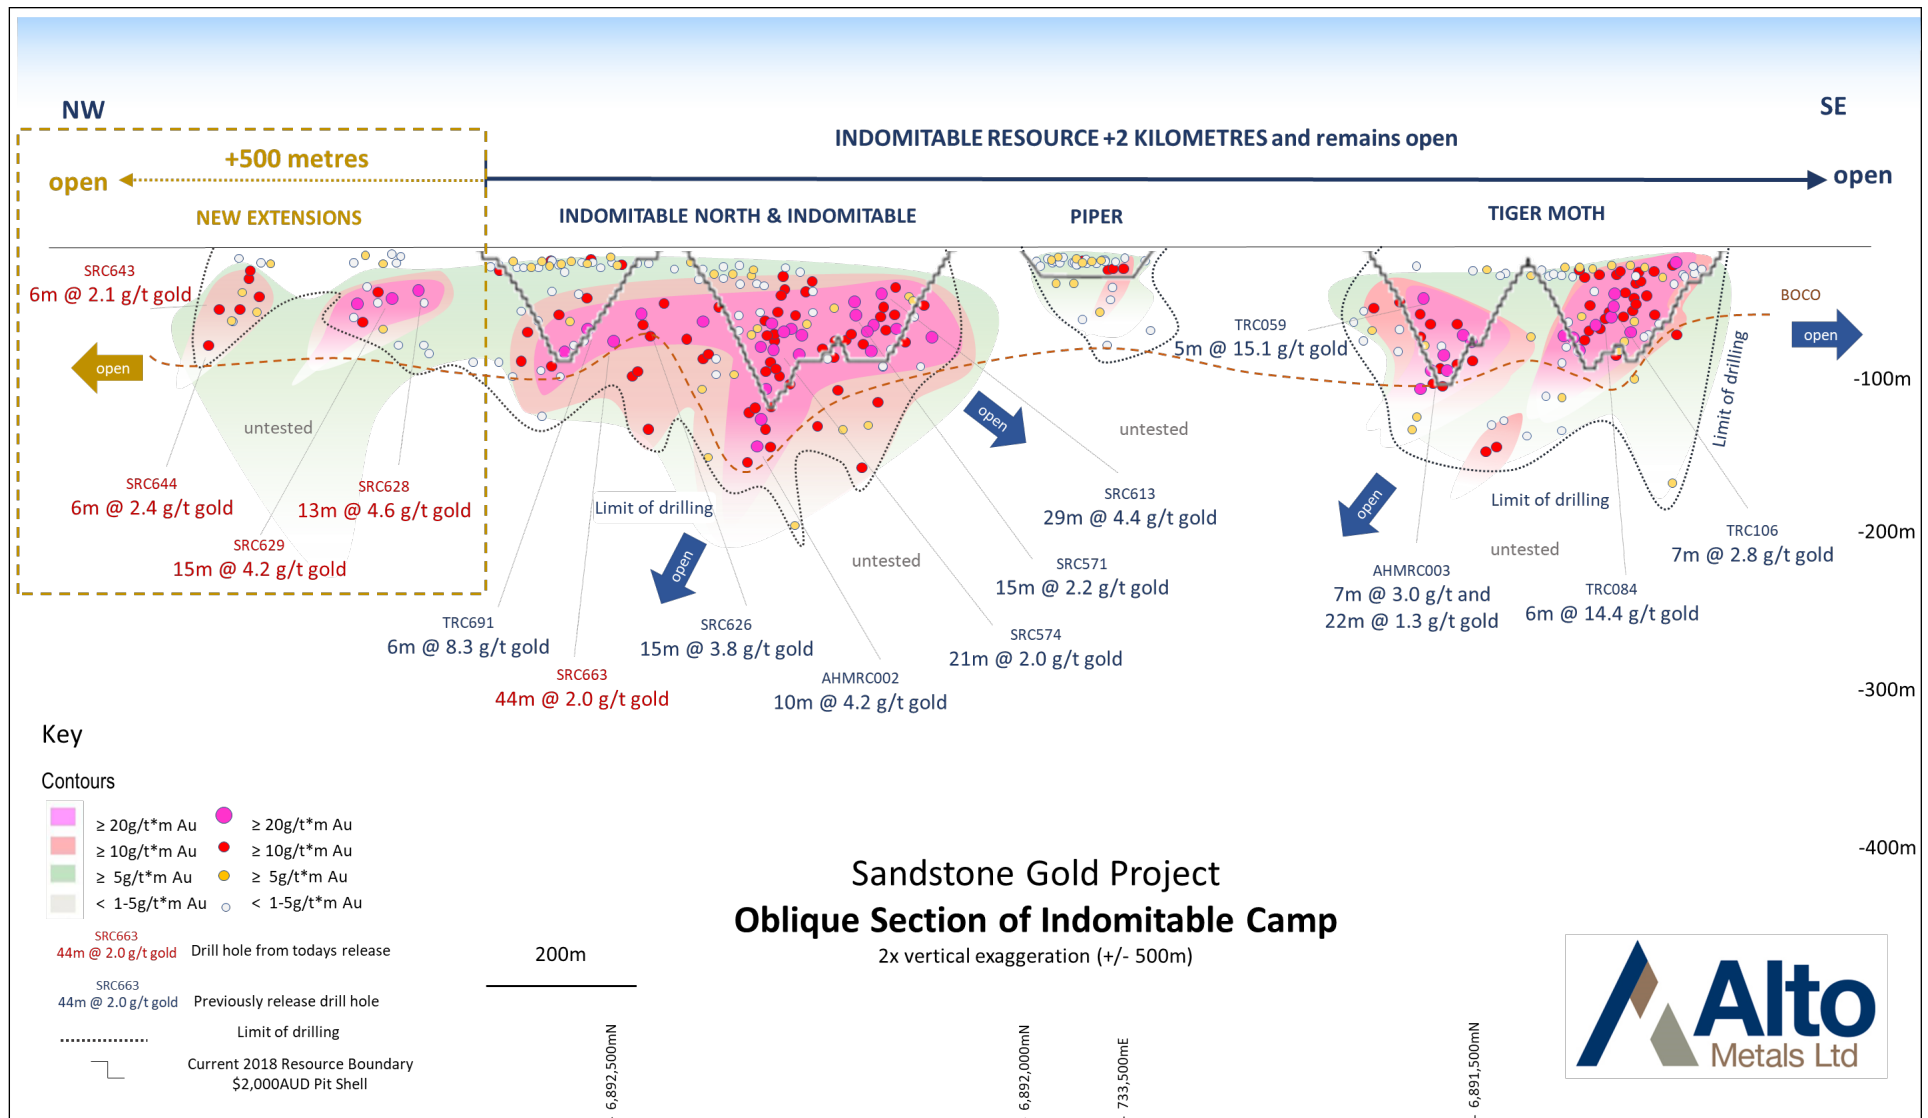 NW
SE
INDOMITABLE RESOURCE +2 KILOMETRES and remains open
+500 metres
open
open
NEW EXTENSIONS
INDOMITABLE NORTH & INDOMITABLE
PIPER
TIGER MOTH
SRC643
6m @ 2.1 g/t gold
BOCO
TRC059
5m @ 15.1 g/t gold
open
open
-100m
Limit of drilling
open
untested
untested
SRC644
6m @ 2.4 g/t gold
SRC628
13m @ 4.6 g/t gold
SRC629
15m @ 4.2 g/t gold
Limit of drilling
open
untested
SRC613
29m @ 4.4 g/t gold
open
Limit of drilling
untested
-200m
TRC106
7m @ 2.8 g/t gold
SRC571
15m @ 2.2 g/t gold
AHMRC003
7m @ 3.0 g/t and
22m @ 1.3 g/t gold
TRC084
6m @ 14.4 g/t gold
TRC691
6m @ 8.3 g/t gold
SRC626
15m @ 3.8 g/t gold
SRC574
21m @ 2.0 g/t gold
SRC663
44m @ 2.0 g/t gold
AHMRC002
10m @ 4.2 g/t gold
-300m
-400m
Key
Contours
≥ 20g/t*m Au ≥ 20g/t*m Au
≥ 10g/t*m Au ≥ 10g/t*m Au
≥ 5g/t*m Au ≥ 5g/t*m Au
< 1-5g/t*m Au < 1-5g/t*m Au
SRC663
44m @ 2.0 g/t gold Drill hole from todays release
SRC663
44m @ 2.0 g/t gold Previously release drill hole
Limit of drilling
Current 2018 Resource Boundary
$2,000AUD Pit Shell
200m
Sandstone Gold Project
Oblique Section of Indomitable Camp
2x vertical exaggeration (+/- 500m)
6,892,500mN
6,892,000mN
733,500mE
6,891,500mN
Alto
Metals Ltd